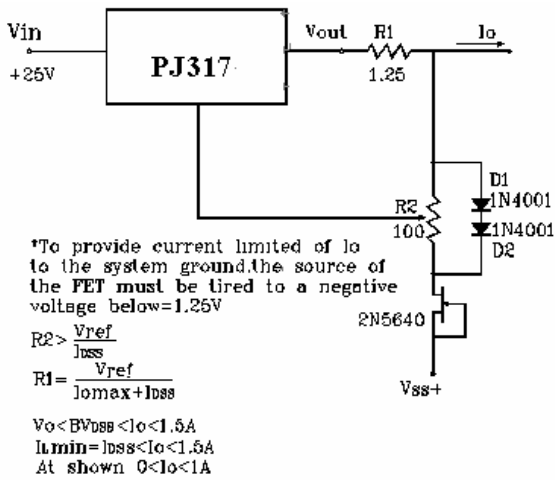 Vin
+25V
PJ317
Vout
R1
1.25
Io
R2
100
D1
1N4001
1N4001
D2
2N5640
Vss+
*To provide current limited of Io
to the system ground.the source of
the FET must be tired to a negative
voltage below=1.25V
R2> Vref
IDSS
R1= Vref
Iomax+IDSS
Vo<BVDSS<Io<1.5A
ILmin=IDSS<Io<1.5A
At shown 0<Io<1A